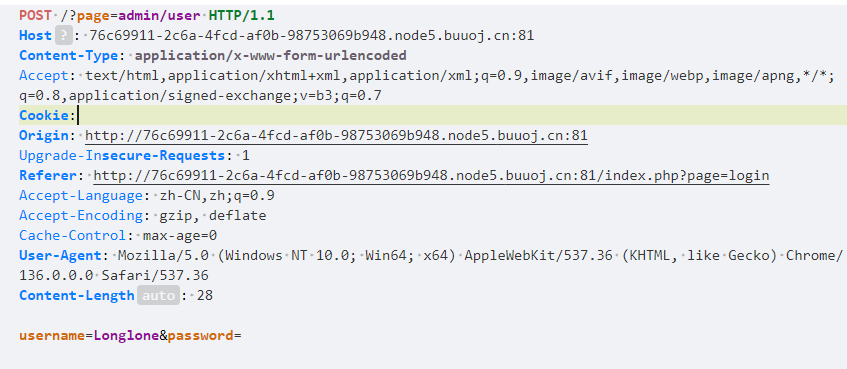 POST /?page=admin/user HTTP/1.1
Host ? : 76c69911-2c6a-4fcd-af0b-98753069b948.node5.buuoj.cn:81
Content-Type: application/x-www-form-urlencoded
Accept: text/html,application/xhtml+xml,application/xml;q=0.9,image/avif,image/webp,image/apng,*/*;
q=0.8,application/signed-exchange;v=b3;q=0.7
Cookie:
Origin: http://76c69911-2c6a-4fcd-af0b-98753069b948.node5.buuoj.cn:81
Upgrade-Insecure-Requests: 1
Referer: http://76c69911-2c6a-4fcd-af0b-98753069b948.node5.buuoj.cn:81/index.php?page=login
Accept-Language: zh-CN,zh;q=0.9
Accept-Encoding: gzip, deflate
Cache-Control: max-age=0
User-Agent: Mozilla/5.0 (Windows NT 10.0; Win64; x64) AppleWebKit/537.36 (KHTML, like Gecko) Chrome/
136.0.0.0 Safari/537.36
Content-Length auto : 28
username=Longlone&password=